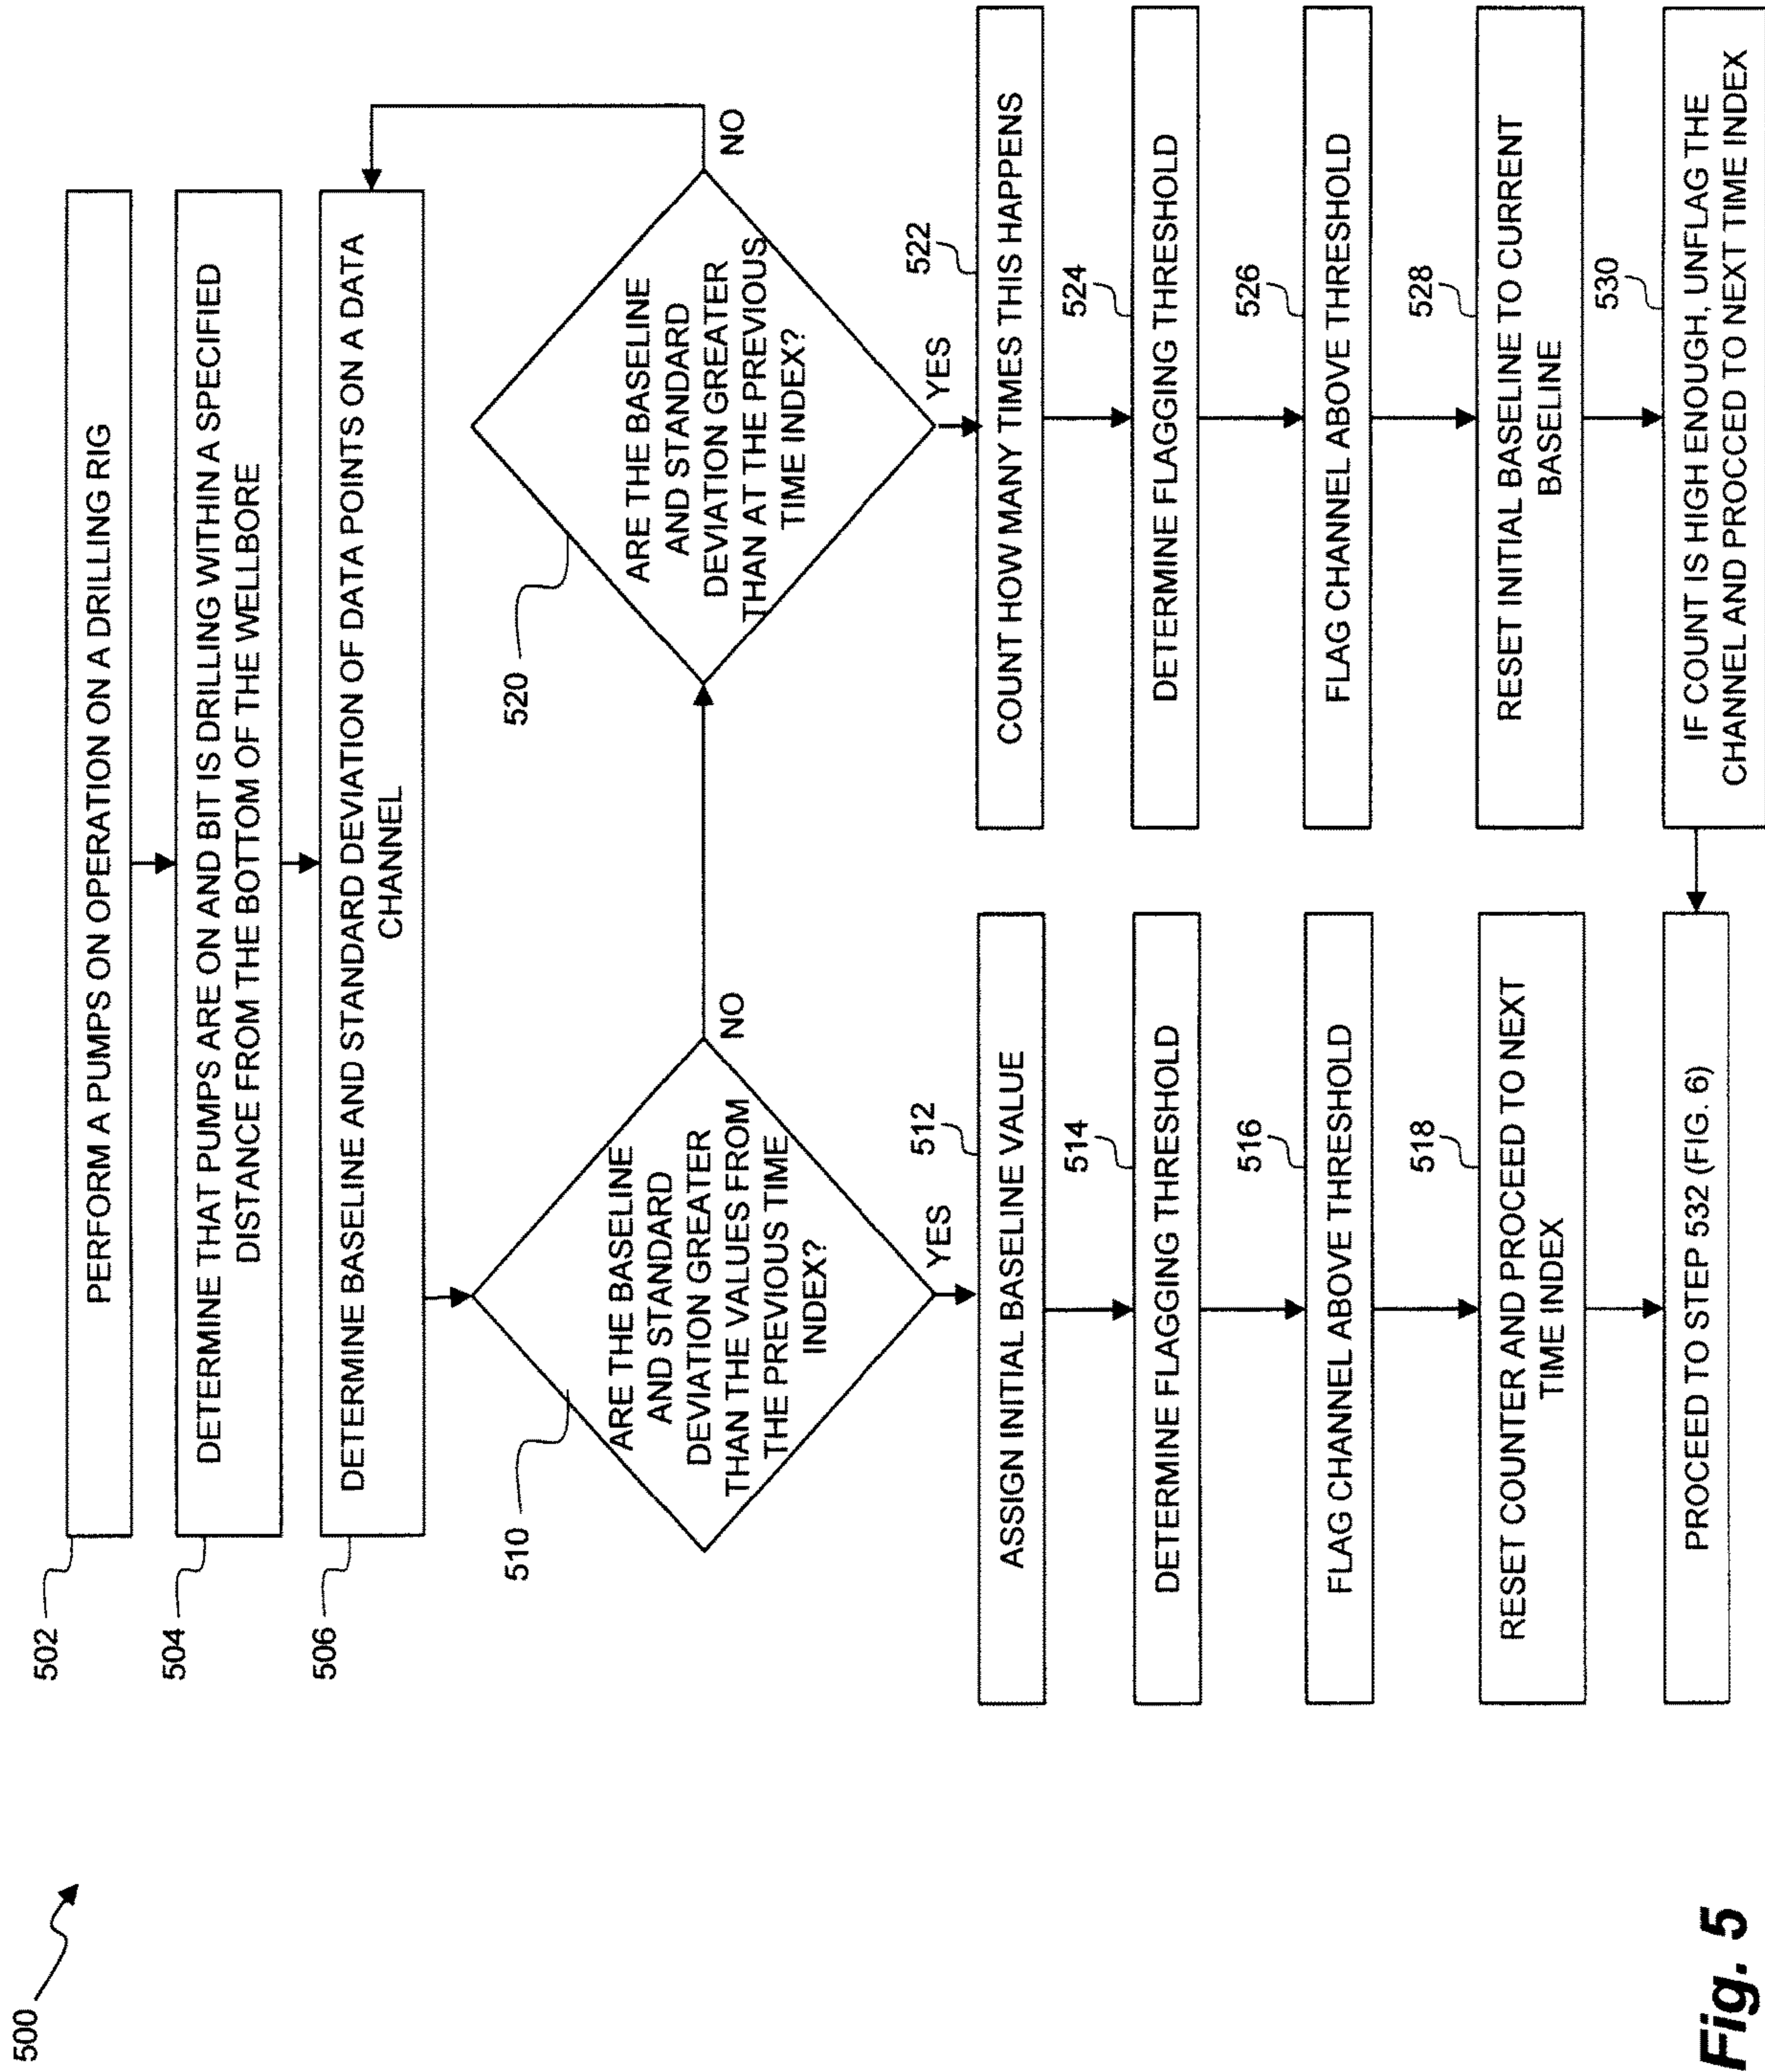 500
502
PERFORM A PUMPS ON OPERATION ON A DRILLING RIG
504
DETERMINE THAT PUMPS ARE ON AND BIT IS DRILLING WITHIN A SPECIFIED
DISTANCE FROM THE BOTTOM OF THE WELLBORE
506
DETERMINE BASELINE AND STANDARD DEVIATION OF DATA POINTS ON A DATA
CHANNEL
510
ARE THE BASELINE
AND STANDARD
DEVIATION GREATER
THAN THE VALUES FROM
THE PREVIOUS TIME
INDEX?
NO
YES
520
ARE THE BASELINE
AND STANDARD
DEVIATION GREATER
THAN AT THE PREVIOUS
TIME INDEX?
NO
YES
512
ASSIGN INITIAL BASELINE VALUE
514
DETERMINE FLAGGING THRESHOLD
516
FLAG CHANNEL ABOVE THRESHOLD
518
RESET COUNTER AND PROCEED TO NEXT
TIME INDEX
PROCEED TO STEP 532 (FIG. 6)
522
COUNT HOW MANY TIMES THIS HAPPENS
524
DETERMINE FLAGGING THRESHOLD
526
FLAG CHANNEL ABOVE THRESHOLD
528
RESET INITIAL BASELINE TO CURRENT
BASELINE
530
IF COUNT IS HIGH ENOUGH, UNFLAG THE
CHANNEL AND PROCCED TO NEXT TIME INDEX
Fig. 5